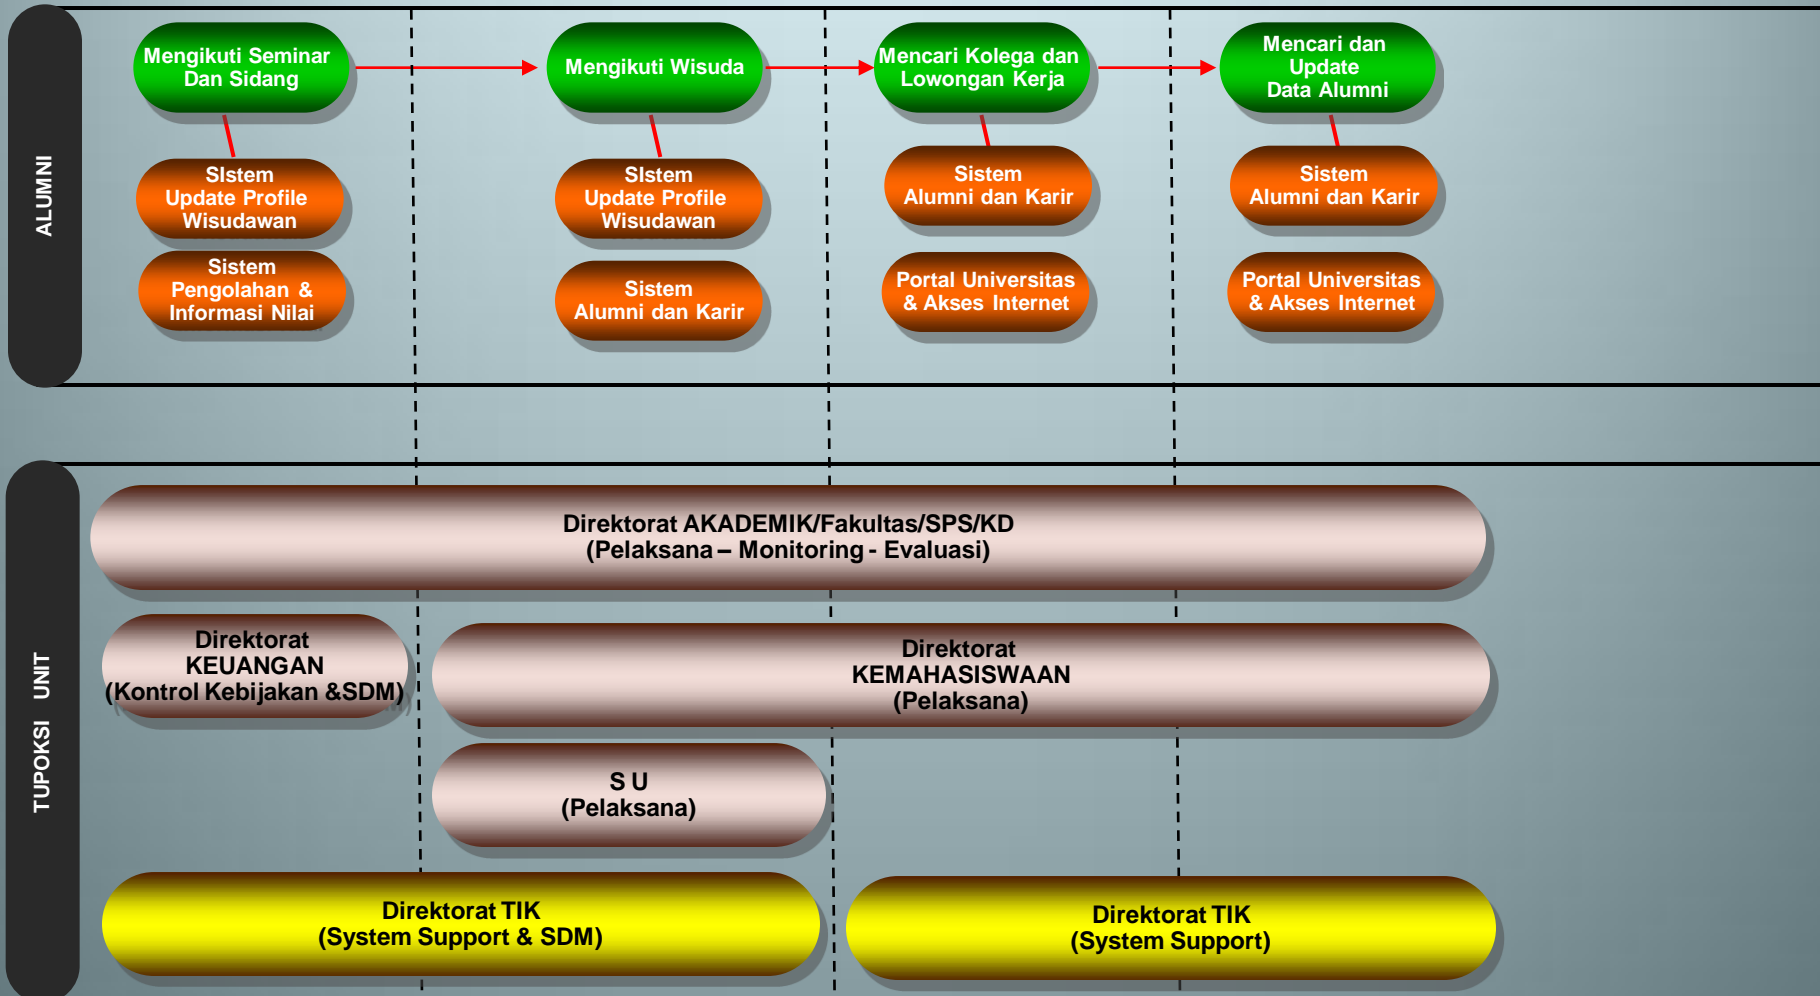 ALUMNI
Mengikuti Seminar
Dan Sidang
Mengikuti Wisuda
Mencari Kolega dan
Lowongan Kerja
Mencari dan
Update
Data Alumni
SIstem
Update Profile
Wisudawan
SIstem
Update Profile
Wisudawan
Sistem
Alumni dan Karir
Sistem
Alumni dan Karir
Sistem
Pengolahan &
Informasi Nilai
Sistem
Alumni dan Karir
Portal Universitas
& Akses Internet
Portal Universitas
& Akses Internet
TUPOKSI UNIT
Direktorat AKADEMIK/Fakultas/SPS/KD
(Pelaksana – Monitoring - Evaluasi)
Direktorat
KEUANGAN
(Kontrol Kebijakan &SDM)
Direktorat
KEMAHASISWAAN
(Pelaksana)
S U
(Pelaksana)
Direktorat TIK
(System Support & SDM)
Direktorat TIK
(System Support)